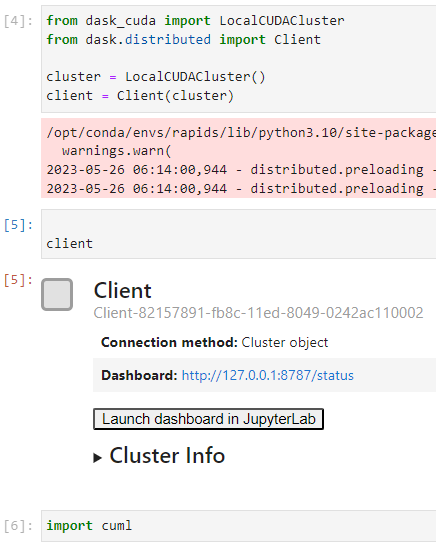 [4]: from dask_cuda import LocalCUDACluster
from dask.distributed import Client
cluster = LocalCUDACluster()
client = Client(cluster)
/opt/conda/envs/rapids/lib/python3.10/site-package
warnings.warn(
2023-05-26 06:14:00,944 - distributed.preloading -
2023-05-26 06:14:00,944 - distributed.preloading -
[5]:
client
[5]:
Client
Client-82157891-fb8c-11ed-8049-0242ac110002
Connection method: Cluster object
Dashboard: http://127.0.0.1:8787/status
Launch dashboard in JupyterLab
▸ Cluster Info
[6]: import cuml